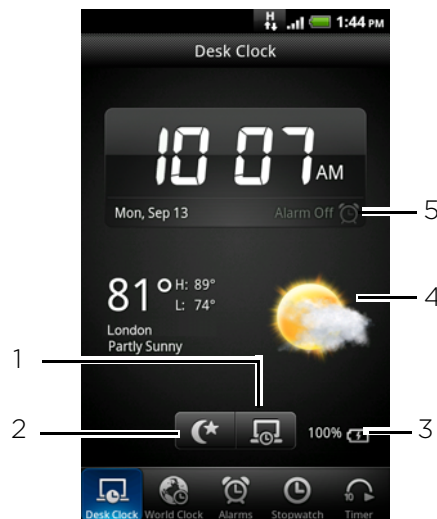 H 1:44 PM
Desk Clock
10 07 AM
Mon, Sep 13 Alarm Off 5
81° H: 89°
L: 74°
4
London
Partly Sunny
1
2 100% 3
10
Desk Clock World Clock Alarms Stopwatch Timer